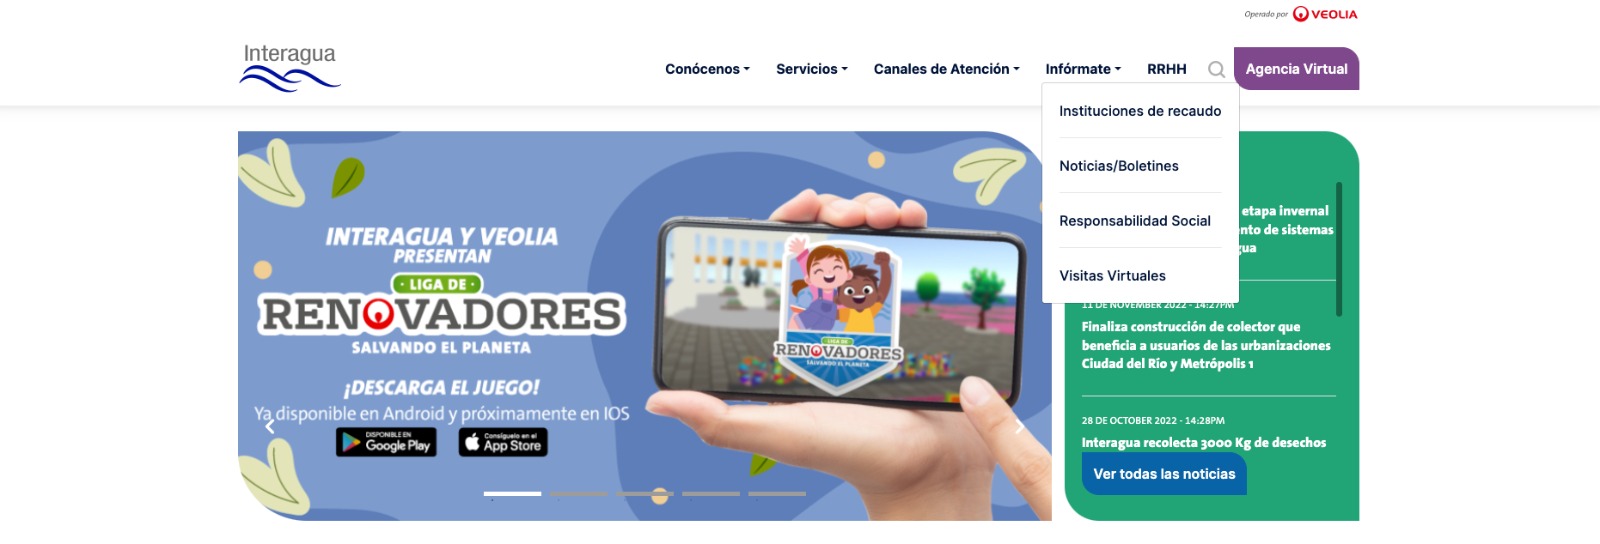 Operado por VEOLIA
Interagua
Conócenos Servicios Canales de Atención Infórmate RRHH Agencia Virtual
Instituciones de recaudo
Noticias/Boletines
Responsabilidad Social
Visitas Virtuales
INTERAGUA Y VEOLIA
PRESENTAN
LIGA DE
RENOVADORES
SALVANDO EL PLANETA
¡DESCARGA EL JUEGO!
Ya disponible en Android y próximamente en IOS
DISPONIBLE EN
Google Play
Consíguelo en el
App Store
LIGA DE
RENOVADORES
SALVANDO EL PLANETA
etapa invernal
ento de sistemas
gua
11 DE NOVEMBER 2022 - 14:27PM
Finaliza construcción de colector que
beneficia a usuarios de las urbanizaciones
Ciudad del Río y Metrópolis 1
28 DE OCTOBER 2022 - 14:28PM
Interagua recolecta 3000 Kg de desechos
Ver todas las noticias